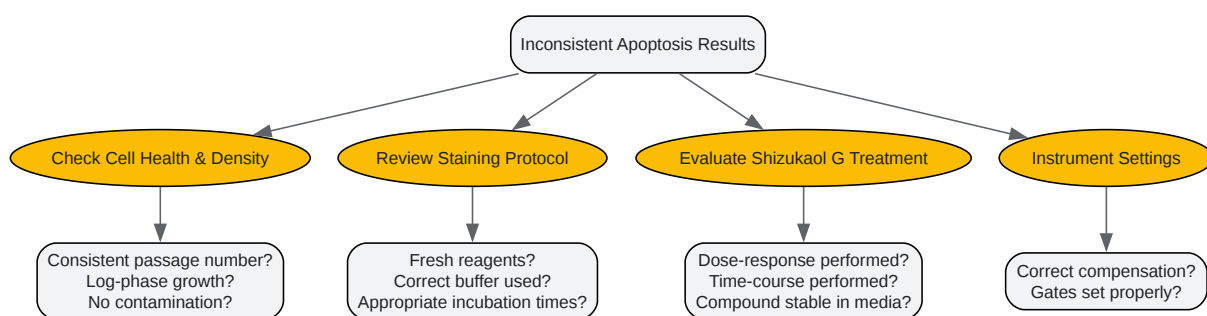 Inconsistent Apoptosis Results
Check Cell Health & Density
Review Staining Protocol
Evaluate Shizukaol G Treatment
Instrument Settings
Consistent passage number?
Log-phase growth?
No contamination?
Fresh reagents?
Correct buffer used?
Appropriate incubation times?
Dose-response performed?
Time-course performed?
Compound stable in media?
Correct compensation?
Gates set properly?